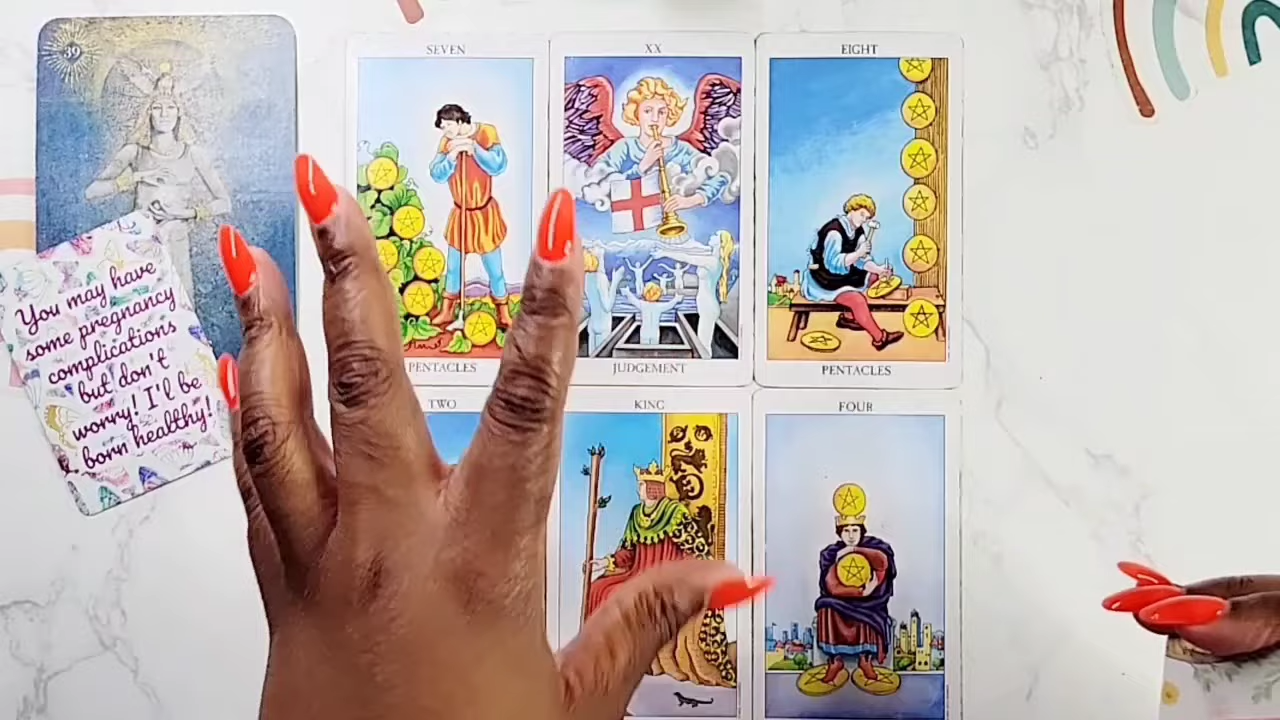 39
SEVEN
PENTACLES
XX
JUDGEMENT
EIGHT
PENTACLES
You may have
some pregnancy
complications
but don't
worry! I'll be
born healthy!
TWO
KING
FOUR